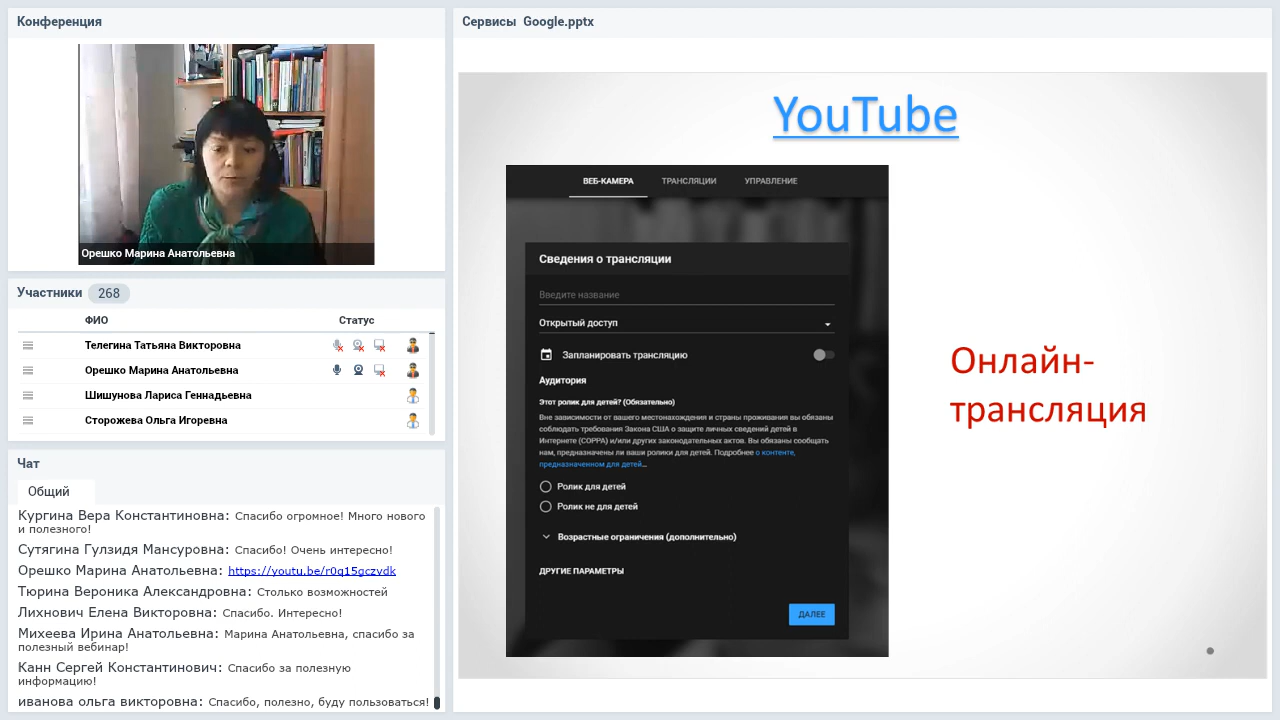 Конференция
Орешко Марина Анатольевна
Участники 268
ФИО Статус
Телегина Татьяна Викторовна
Орешко Марина Анатольевна
Шишунова Лариса Геннадьевна
Сторожева Ольга Игоревна
Чат
Общий
Кургина Вера Константиновна: Спасибо огромное! Много нового
и полезного!
Сутягина Гулзидя Мансуровна: Спасибо! Очень интересно!
Орешко Марина Анатольевна: https://youtu.be/r0q15gczvdk
Тюрина Вероника Александровна: Столько возможностей
Лихнович Елена Викторовна: Спасибо. Интересно!
Михеева Ирина Анатольевна: Марина Анатольевна, спасибо за
полезный вебинар!
Канн Сергей Константинович: Спасибо за полезную
информацию!
иванова ольга викторовна: Спасибо, полезно, буду пользоваться!
Сервисы Google.pptx
YouTube
ВЕБ-КАМЕРА ТРАНСЛЯЦИИ УПРАВЛЕНИЕ
Сведения о трансляции
Введите название
Открытый доступ
Запланировать трансляцию
Аудитория
Этот ролик для детей? (Обязательно)
Вне зависимости от вашего местонахождения и страны проживания вы обязаны
соблюдать требования Закона США о защите личных сведений детей в
Интернете (COPPA) и/или других законодательных актов. Вы обязаны сообщать
нам, предназначены ли ваши ролики для детей. Подробнее о контенте,
предназначенном для детей…
Ролик для детей
Ролик не для детей
Возрастные ограничения (дополнительно)
ДРУГИЕ ПАРАМЕТРЫ
ДАЛЕЕ
Онлайн-
трансляция